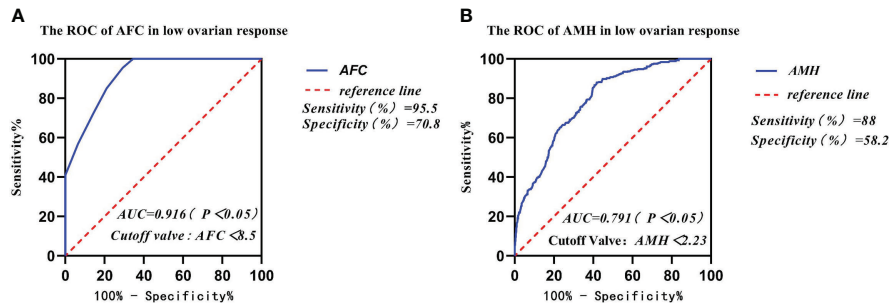 A
The ROC of AFC in low ovarian response
100
80
60
40
20
0
Sensitivity%
0 20 40 60 80 100
100% - Specificity%
AUC=0.916( P<0.05)
Cutoff valve : AFC <8.5
AFC
reference line
Sensitivity(%)=95.5
Specificity(%)=70.8
B
The ROC of AMH in low ovarian response
100
80
60
40
20
0
Sensitivity%
0 20 40 60 80 100
100% - Specificity%
AUC=0.791( P<0.05)
Cutoff Valve: AMH <2.23
AMH
reference line
Sensitivity(%)=88
Specificity(%)=58.2